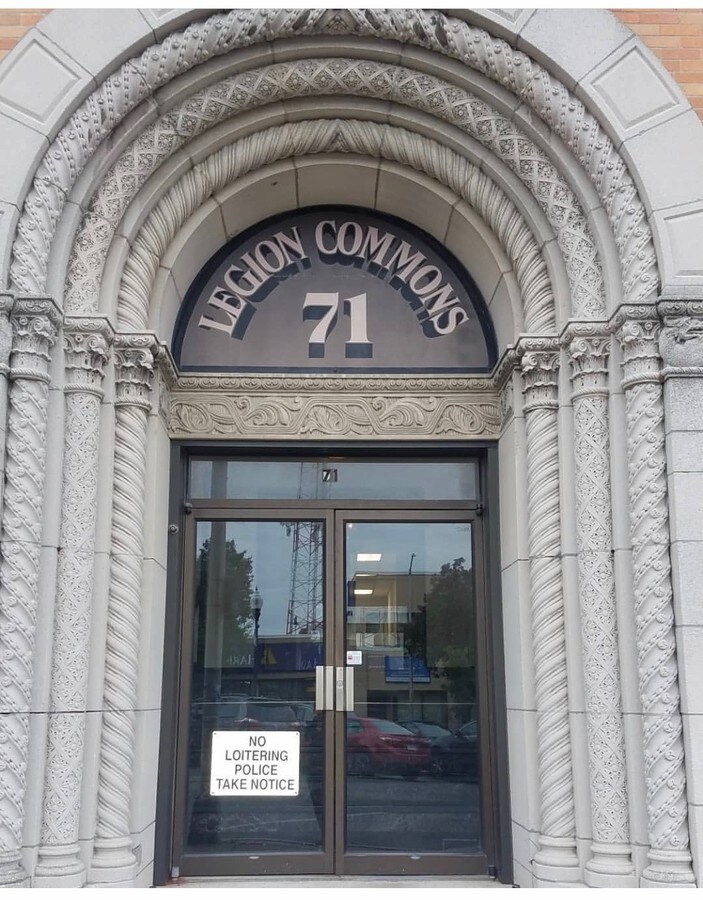 LEGION COMMONS
71
71
NO
LOITERING
POLICE
TAKE NOTICE